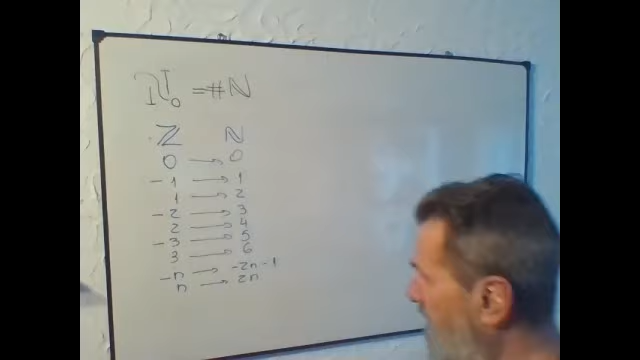 ℵ₀ = # ℕ
ℤ ℕ
0 → 0
-1 → 1
1 → 2
-2 → 3
2 → 4
-3 → 5
3 → 6
-n → -2n-1
n → 2n